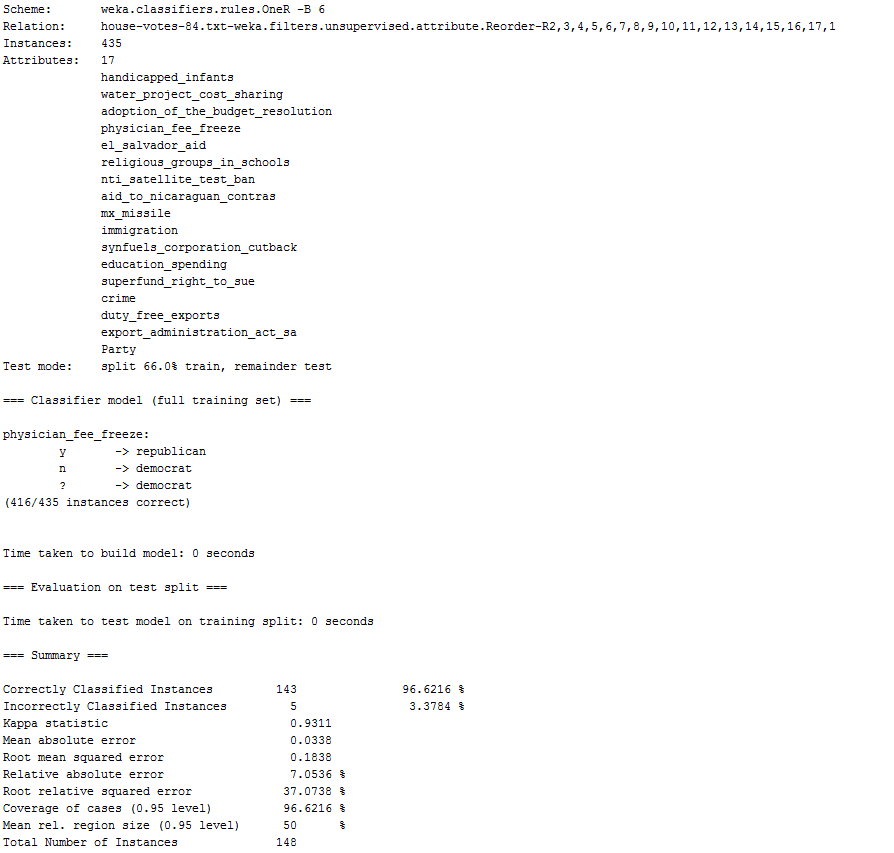 Scheme: weka.classifiers.rules.OneR -B 6
Relation: house-votes-84.txt-weka.filters.unsupervised.attribute.Reorder-R2,3,4,5,6,7,8,9,10,11,12,13,14,15,16,17,1
Instances: 435
Attributes: 17
handicapped_infants
water_project_cost_sharing
adoption_of_the_budget_resolution
physician_fee_freeze
el_salvador_aid
religious_groups_in_schools
nti_satellite_test_ban
aid_to_nicaraguan_contras
mx_missile
immigration
synfuels_corporation_cutback
education_spending
superfund_right_to_sue
crime
duty_free_exports
export_administration_act_sa
Party
Test mode: split 66.0% train, remainder test
=== Classifier model (full training set) ===
physician_fee_freeze:
y -> republican
n -> democrat
? -> democrat
(416/435 instances correct)
Time taken to build model: 0 seconds
=== Evaluation on test split ===
Time taken to test model on training split: 0 seconds
=== Summary ===
Correctly Classified Instances 143 96.6216 %
Incorrectly Classified Instances 5 3.3784 %
Kappa statistic 0.9311
Mean absolute error 0.0338
Root mean squared error 0.1838
Relative absolute error 7.0536 %
Root relative squared error 37.0738 %
Coverage of cases (0.95 level) 96.6216 %
Mean rel. region size (0.95 level) 50 %
Total Number of Instances 148